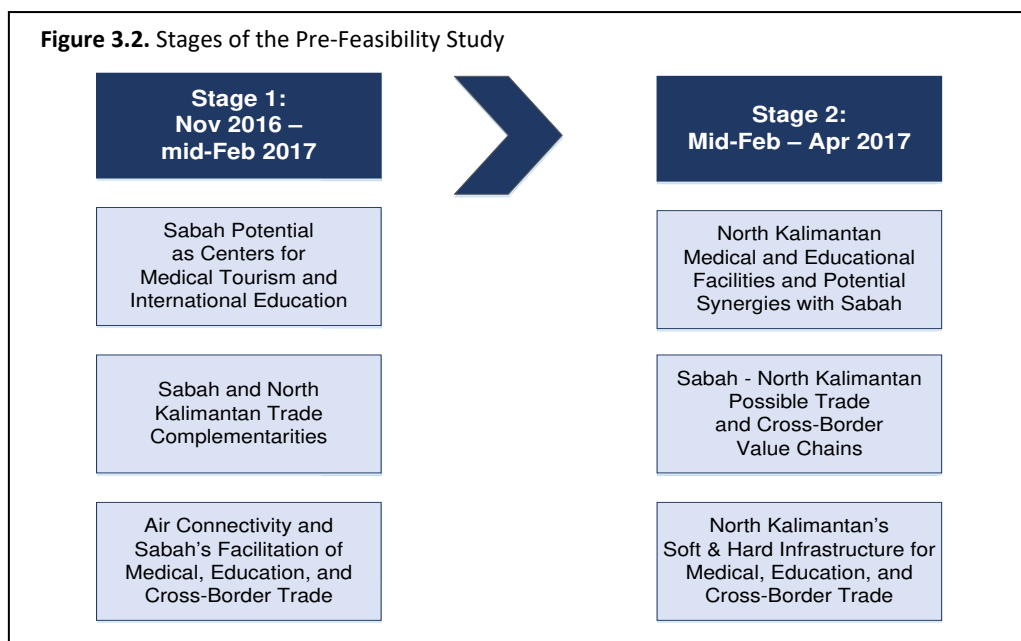 Figure 3.2. Stages of the Pre-Feasibility Study
Stage 1:
Nov 2016 –
mid-Feb 2017
Sabah Potential
as Centers for
Medical Tourism and
International Education
Sabah and North
Kalimantan Trade
Complementarities
Air Connectivity and
Sabah's Facilitation of
Medical, Education, and
Cross-Border Trade
Stage 2:
Mid-Feb – Apr 2017
North Kalimantan
Medical and Educational
Facilities and Potential
Synergies with Sabah
Sabah - North Kalimantan
Possible Trade
and Cross-Border
Value Chains
North Kalimantan's
Soft & Hard Infrastructure for
Medical, Education, and
Cross-Border Trade